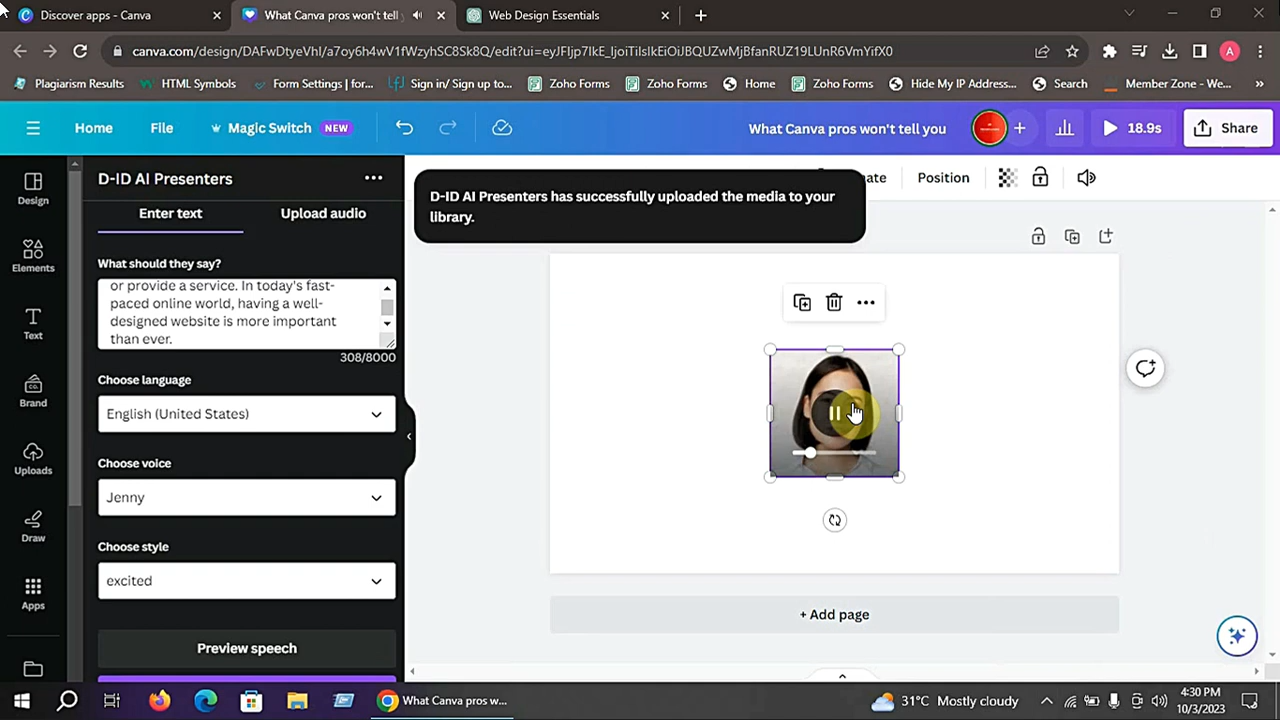 Discover apps - Canva
What Canva pros won't tell
Web Design Essentials
canva.com/design/DAFwDtyeVhI/a7oy6h4wV1fWzyhSC8Sk8Q/edit?ui=eyJFIjp7IkE_IjoiTiIsIkEiOiJBQUZwMjBfanRUZ19LUnR6VmYifX0
A
Plagiarism Results
HTML Symbols
Form Settings | for...
Sign in/ Sign up to...
Zoho Forms
Zoho Forms
Home
Zoho Forms
Search
Hide My IP Address...
Member Zone - We...
Home
File
Magic Switch NEW
What Canva pros won't tell you
18.9s
Share
Design
Elements
Text
Brand
Uploads
Draw
Apps
D-ID AI Presenters
Enter text
Upload audio
What should they say?
or provide a service. In today's fast-
paced online world, having a well-
designed website is more important
than ever.
308/8000
Choose language
English (United States)
Choose voice
Jenny
Choose style
excited
Preview speech
D-ID AI Presenters has successfully uploaded the media to your
library.
Position
+ Add page
What Canva pros w...
31°C Mostly cloudy
4:30 PM
10/3/2023